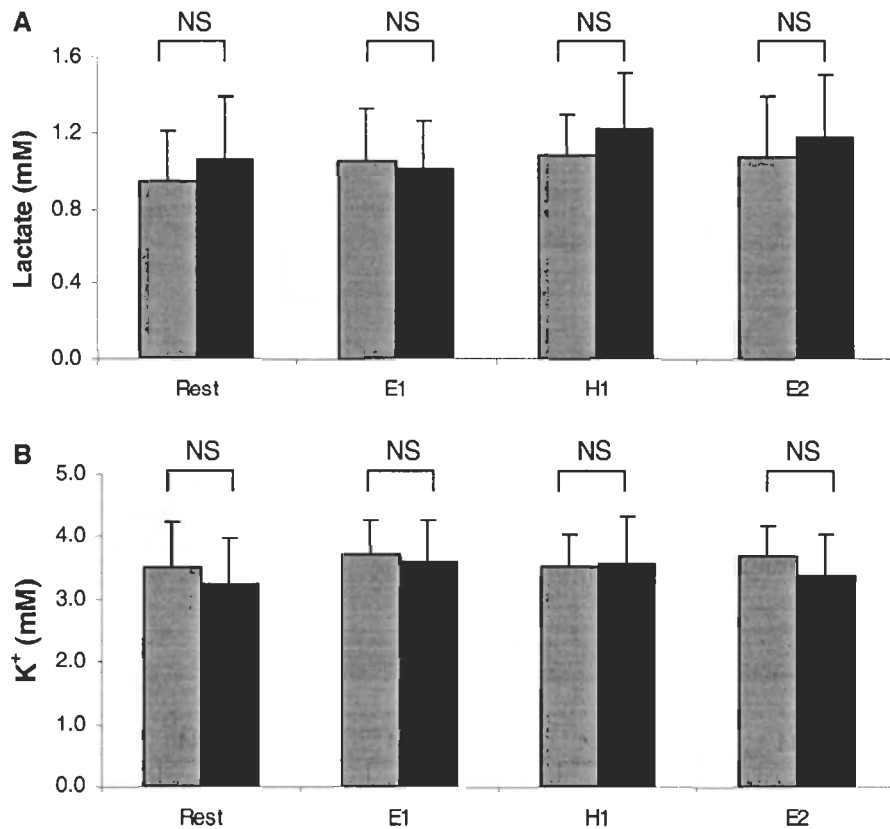 A
NS NS NS NS
1.6
1.2
0.8
0.4
0.0
Lactate (mM)
Rest E1 H1 E2
B
NS NS NS NS
5.0
4.0
3.0
2.0
1.0
0.0
K⁺ (mM)
Rest E1 H1 E2